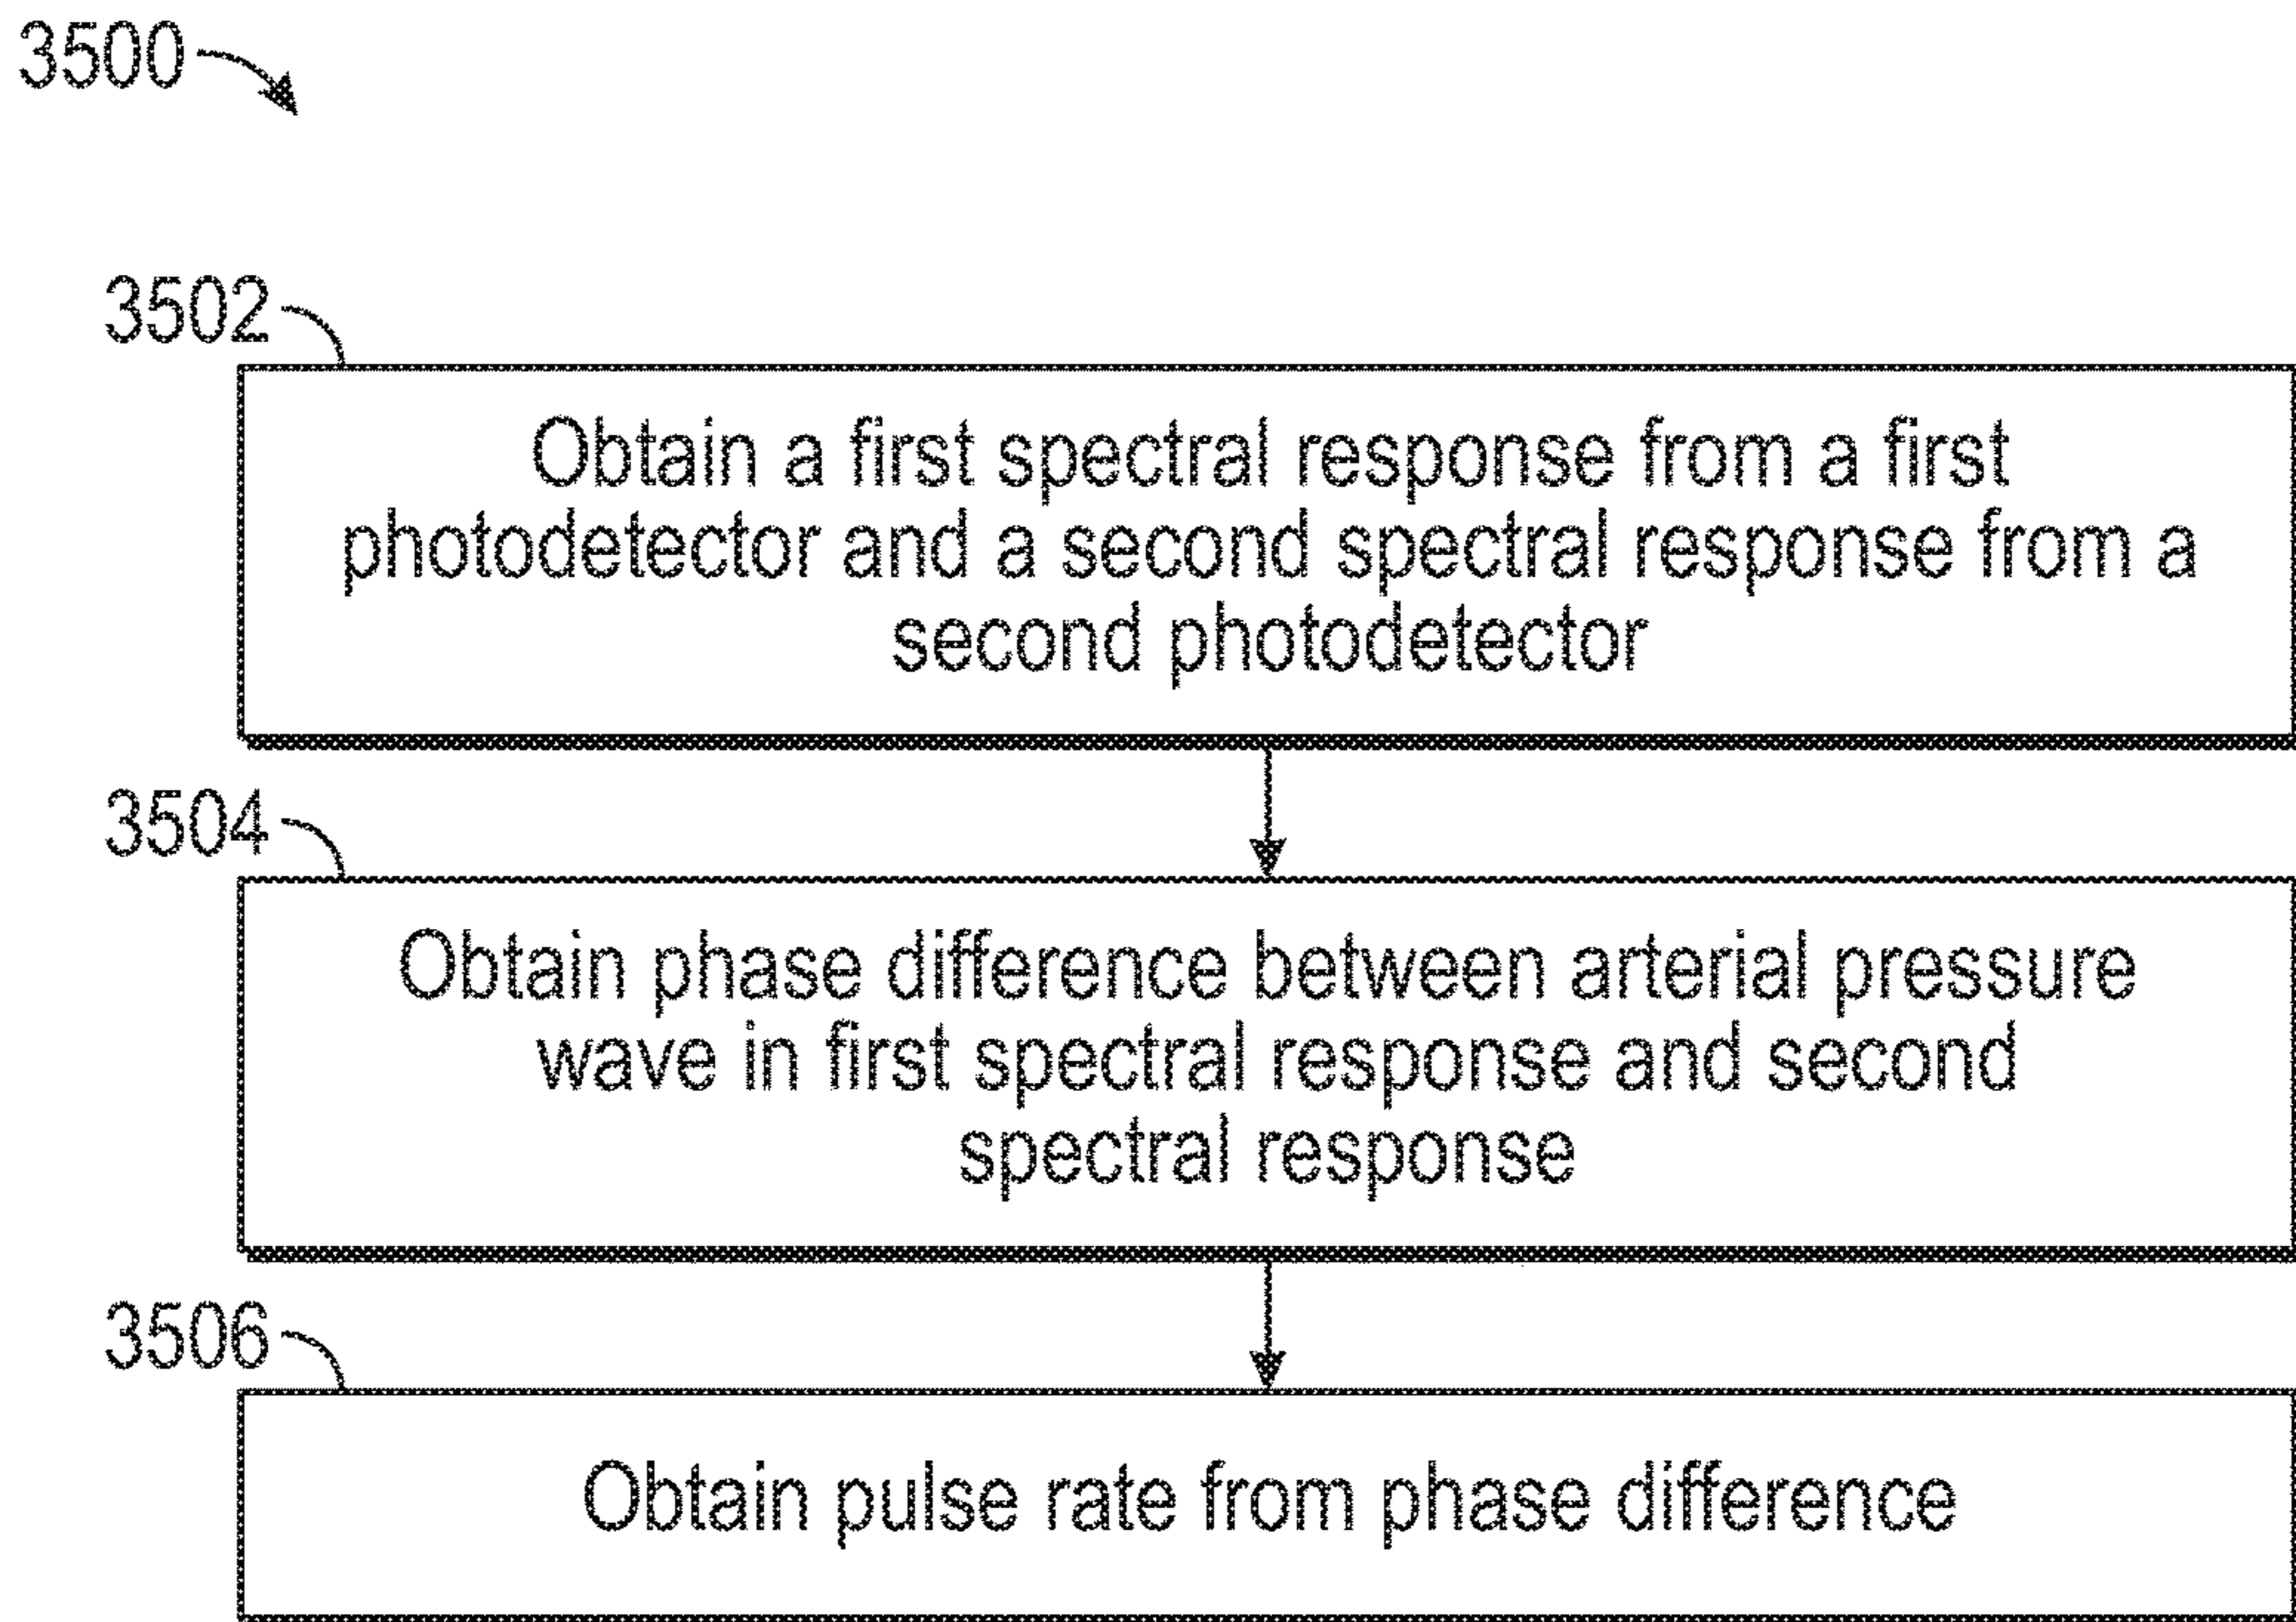 3500
3502
Obtain a first spectral response from a first
photodetector and a second spectral response from a
second photodetector
3504
Obtain phase difference between arterial pressure
wave in first spectral response and second
spectral response
3506
Obtain pulse rate from phase difference